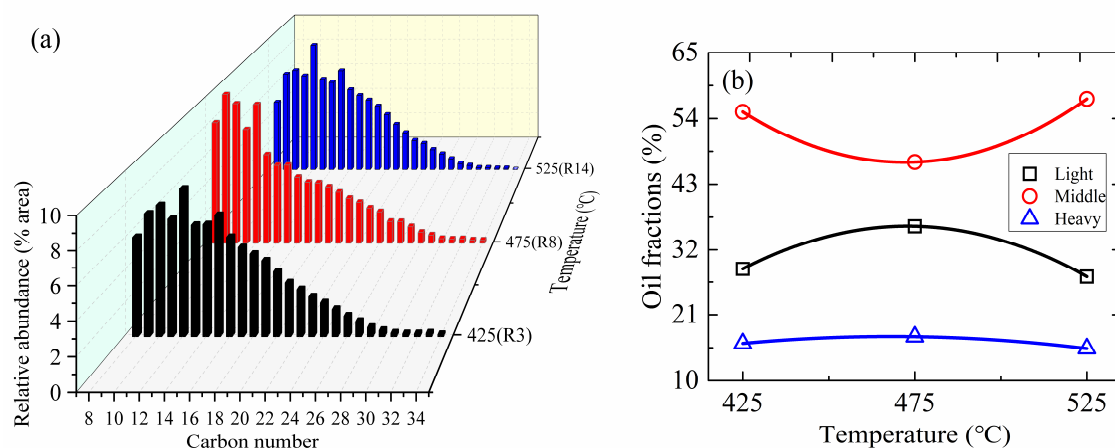 (a)
Relative abundance (% area)
10
8
6
4
2
0
8 10 12 14 16 18 20 22 24 26 28 30 32 34
Carbon number
525(R14)
475(R8)
425(R3)
Temperature (℃)
(b)
Oil fractions (%)
65
54
43
32
21
10
Light
Middle
Heavy
425 475 525
Temperature (℃)